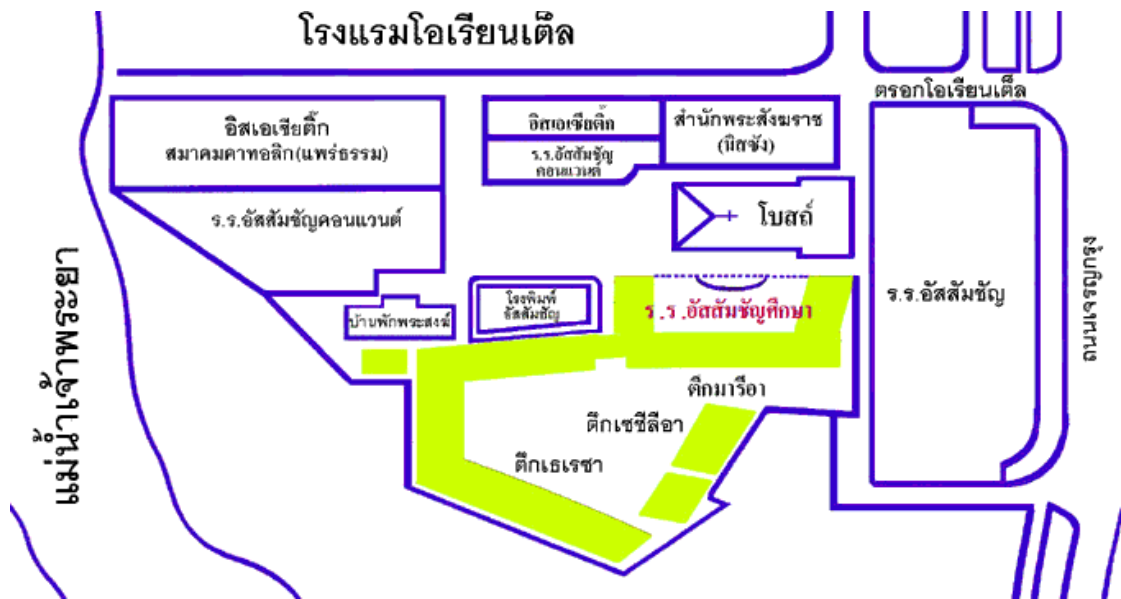 โรงแรมโอเรียนเต็ล
ตรอกโอเรียนเต็ล
อิสเอเชียติ๊ก
สมาคมคาทอลิก(แพร่ธรรม)
อิสเอเชียติ๊ก
ร.ร.อัสสัมชัญ
คอนแวนต์
สำนักพระสังฆราช
(มิสซัง)
ร.ร.อัสสัมชัญคอนแวนต์
โบสถ์
แม่น้ำเจ้าพระยา
ถนนเจริญกรุง
ร.ร.อัสสัมชัญ
บ้านพักพระสงฆ์
โรงพิมพ์
อัสสัมชัญ
ร.ร.อัสสัมชัญศึกษา
ตึกมารีอา
ตึกเซซีลีอา
ตึกเธเรซา